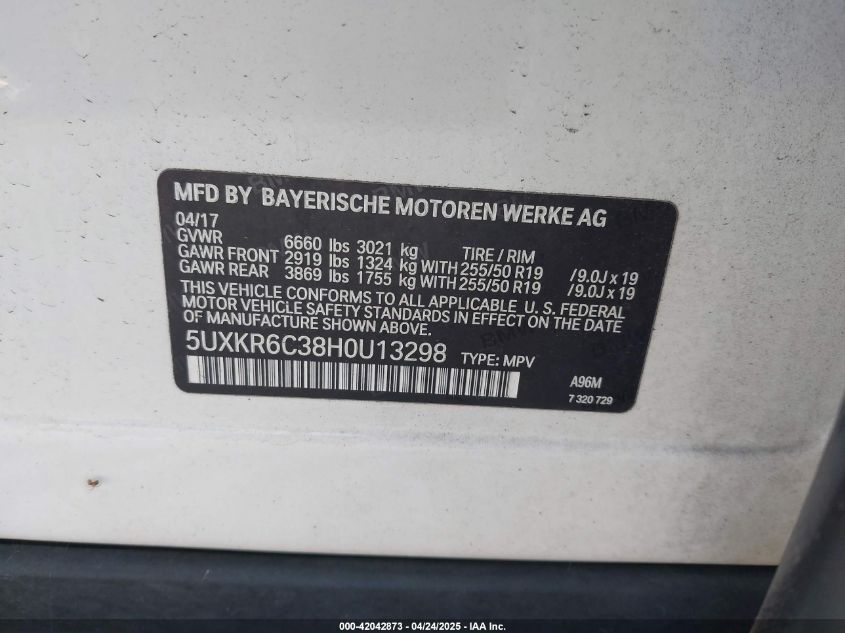 MFD BY BAYERISCHE MOTOREN WERKE AG
04/17
GVWR 6660 lbs 3021 kg TIRE / RIM
GAWR FRONT 2919 lbs 1324 kg WITH 255/50 R19 /9.0J x 19
GAWR REAR 3869 lbs 1755 kg WITH 255/50 R19 /9.0J x 19
THIS VEHICLE CONFORMS TO ALL APPLICABLE U. S. FEDERAL
MOTOR VEHICLE SAFETY STANDARDS IN EFFECT ON THE DATE
OF MANUFACTURE SHOWN ABOVE.
5UXKR6C38H0U13298 TYPE: MPV
A96M
7 320 729
000-42042873 / 04/24/2025 - IAA Inc.